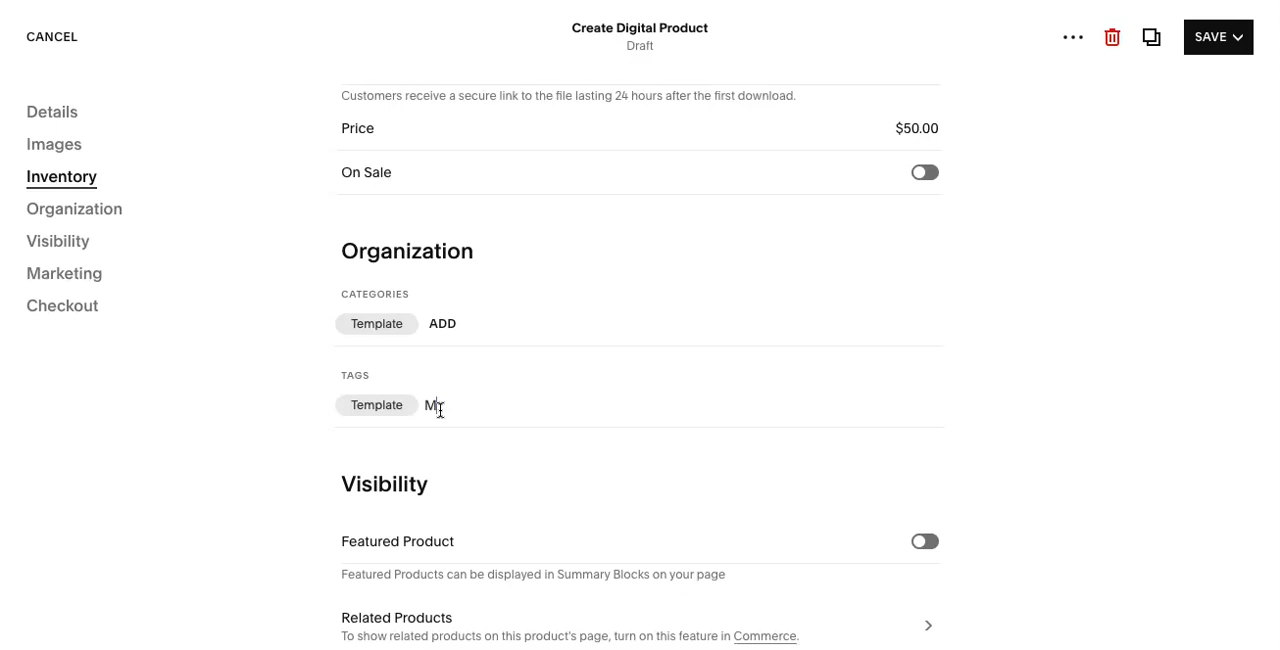 CANCEL
Create Digital Product
Draft
SAVE
Details
Images
Inventory
Organization
Visibility
Marketing
Checkout
Customers receive a secure link to the file lasting 24 hours after the first download.
Price $50.00
On Sale
Organization
CATEGORIES
Template ADD
TAGS
Template M
Visibility
Featured Product
Featured Products can be displayed in Summary Blocks on your page
Related Products
To show related products on this product's page, turn on this feature in Commerce.